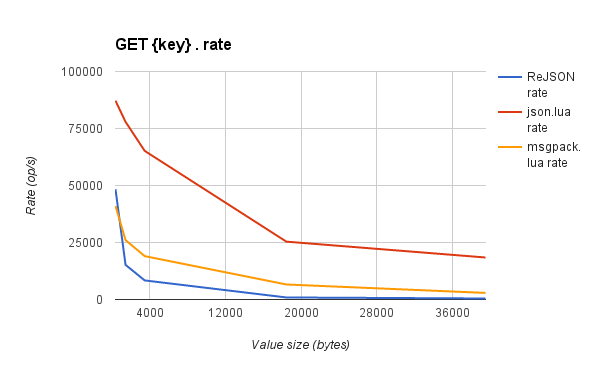 GET {key} . rate
100000
75000
50000
25000
0
Rate (op/s)
4000 12000 20000 28000 36000
Value size (bytes)
ReJSON
rate
json.lua
rate
msgpack.
lua rate